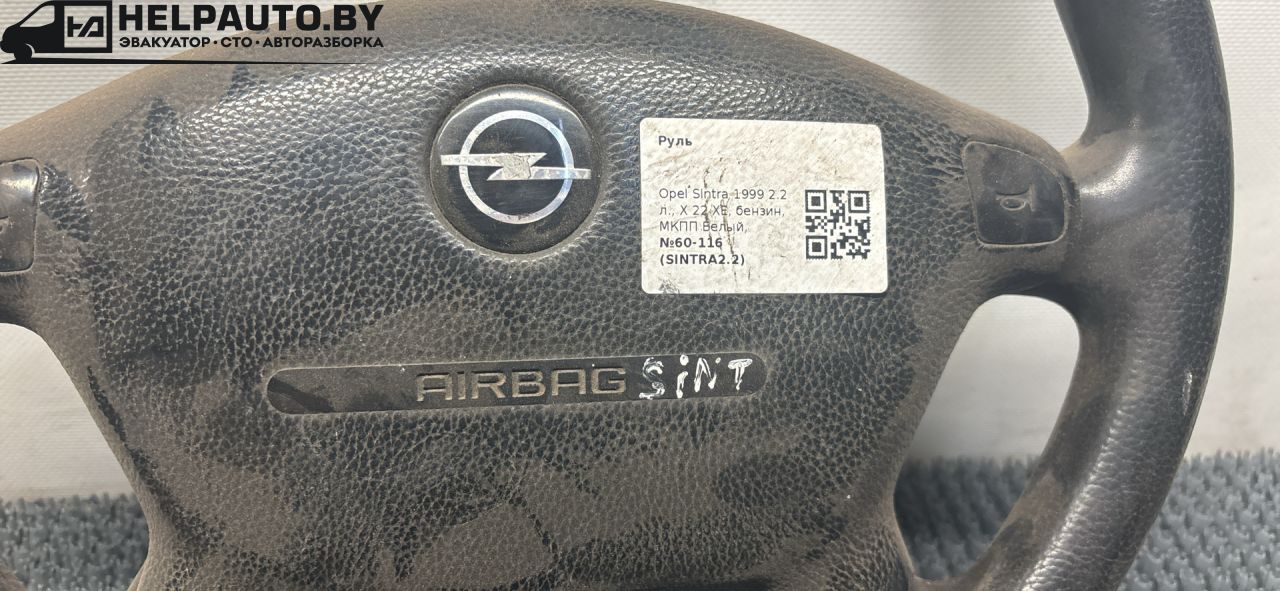 HELPAUTO.BY
ЭВАКУАТОР·СТО·АВТОРАЗБОРКА
Руль
Opel Sintra 1999 2.2
л., X 22 XE, бензин,
МКПП Белый,
№60-116
(SINTRA2.2)
AIRBAG SiNT